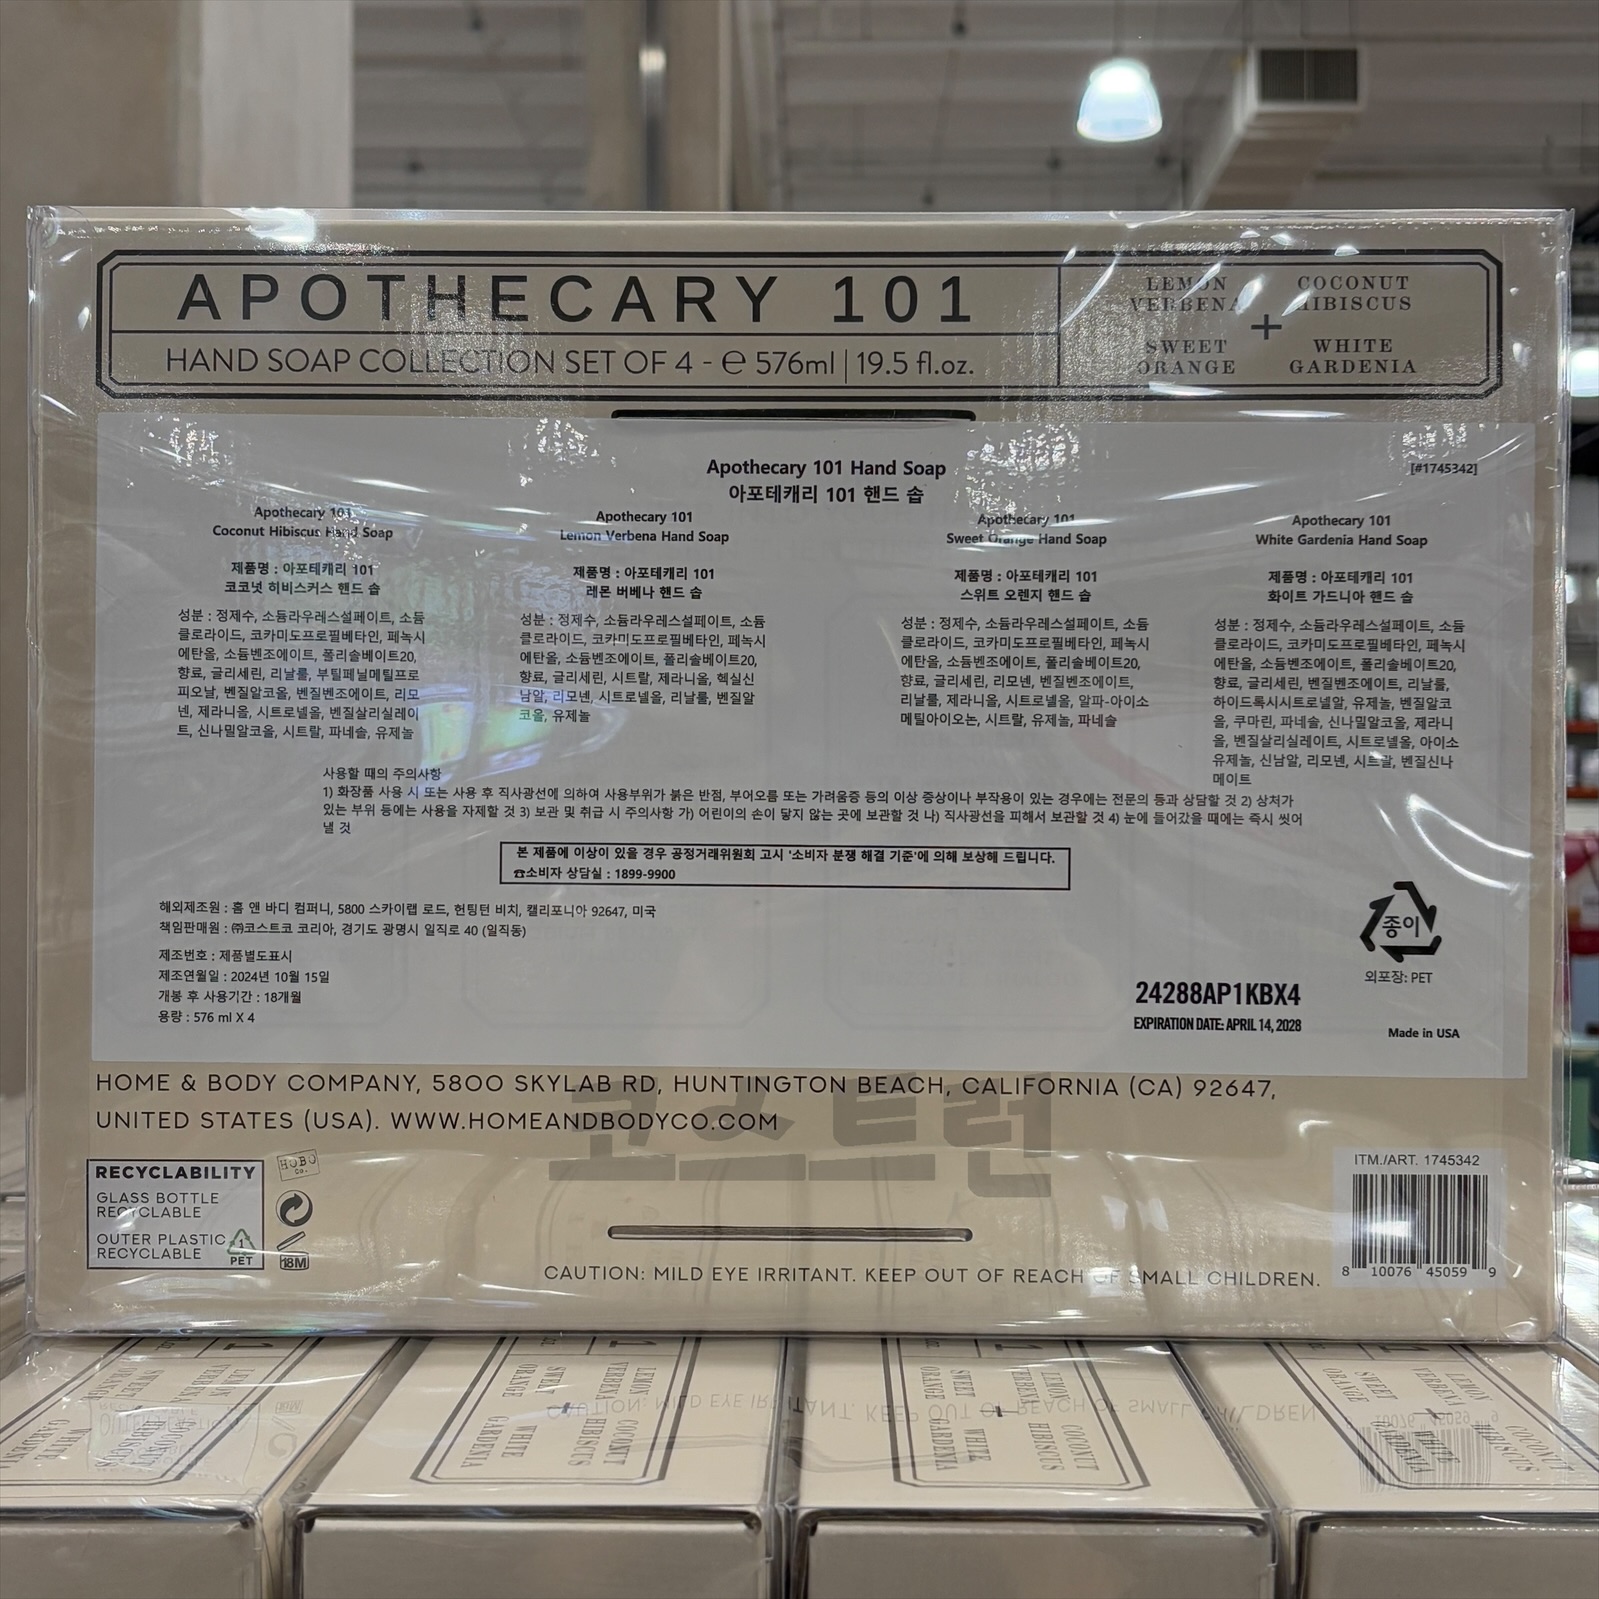 APOTHECARY 101
HAND SOAP COLLECTION SET OF 4 - ℮ 576ml | 19.5 fl.oz.
LEMON VERBENA
COCONUT HIBISCUS
+
SWEET ORANGE
WHITE GARDENIA
Apothecary 101 Hand Soap
아포테캐리 101 핸드 솝
[#1745342]
Apothecary 101
Coconut Hibiscus Hand Soap
제품명 : 아포테캐리 101
코코넛 히비스커스 핸드 솝
성분 : 정제수, 소듐라우레스설페이트, 소듐
클로라이드, 코카미도프로필베타인, 페녹시
에탄올, 소듐벤조에이트, 폴리솔베이트20,
향료, 글리세린, 리날룰, 부틸페닐메틸프로
피오날, 벤질알코올, 벤질벤조에이트, 리모
넨, 제라니올, 시트로넬올, 벤질살리실레이
트, 신나밀알코올, 시트랄, 파네솔, 유제놀
Apothecary 101
Lemon Verbena Hand Soap
제품명 : 아포테캐리 101
레몬 버베나 핸드 솝
성분 : 정제수, 소듐라우레스설페이트, 소듐
클로라이드, 코카미도프로필베타인, 페녹시
에탄올, 소듐벤조에이트, 폴리솔베이트20,
향료, 글리세린, 시트랄, 제라니올, 헥실신
남알, 리모넨, 시트로넬올, 리날룰, 벤질알
코올, 유제놀
Apothecary 101
Sweet Orange Hand Soap
제품명 : 아포테캐리 101
스위트 오렌지 핸드 솝
성분 : 정제수, 소듐라우레스설페이트, 소듐
클로라이드, 코카미도프로필베타인, 페녹시
에탄올, 소듐벤조에이트, 폴리솔베이트20,
향료, 글리세린, 리모넨, 벤질벤조에이트,
리날룰, 제라니올, 시트로넬올, 알파-아이소
메틸아이오논, 시트랄, 유제놀, 파네솔
Apothecary 101
White Gardenia Hand Soap
제품명 : 아포테캐리 101
화이트 가드니아 핸드 솝
성분 : 정제수, 소듐라우레스설페이트, 소듐
클로라이드, 코카미도프로필베타인, 페녹시
에탄올, 소듐벤조에이트, 폴리솔베이트20,
향료, 글리세린, 벤질벤조에이트, 리날룰,
하이드록시시트로넬알, 유제놀, 벤질알코
올, 쿠마린, 파네솔, 신나밀알코올, 제라니
올, 벤질살리실레이트, 시트로넬올, 아이소
유제놀, 신남알, 리모넨, 시트랄, 벤질신나
메이트
사용할 때의 주의사항
1) 화장품 사용 시 또는 사용 후 직사광선에 의하여 사용부위가 붉은 반점, 부어오름 또는 가려움증 등의 이상 증상이나 부작용이 있는 경우에는 전문의 등과 상담할 것 2) 상처가
있는 부위 등에는 사용을 자제할 것 3) 보관 및 취급 시 주의사항 가) 어린이의 손이 닿지 않는 곳에 보관할 것 나) 직사광선을 피해서 보관할 것 4) 눈에 들어갔을 때에는 즉시 씻어
낼 것
본 제품에 이상이 있을 경우 공정거래위원회 고시 '소비자 분쟁 해결 기준'에 의해 보상해 드립니다.
☎소비자 상담실 : 1899-9900
해외제조원 : 홈 앤 바디 컴퍼니, 5800 스카이랩 로드, 헌팅턴 비치, 캘리포니아 92647, 미국
책임판매원 : ㈜코스트코 코리아, 경기도 광명시 일직로 40 (일직동)
제조번호 : 제품별도표시
제조연월일 : 2024년 10월 15일
개봉 후 사용기간 : 18개월
용량 : 576 ml X 4
종이
외포장: PET
24288AP1KBX4
EXPIRATION DATE: APRIL 14, 2028
Made in USA
HOME & BODY COMPANY, 5800 SKYLAB RD, HUNTINGTON BEACH, CALIFORNIA (CA) 92647,
UNITED STATES (USA). WWW.HOMEANDBODYCO.COM
코스트런
RECYCLABILITY
GLASS BOTTLE
RECYCLABLE
OUTER PLASTIC
RECYCLABLE
1
PET
HOBO
Co.
18M
CAUTION: MILD EYE IRRITANT. KEEP OUT OF REACH OF SMALL CHILDREN.
ITM./ART. 1745342
8 10076 45059 9
LEMON VERBENA
SWEET ORANGE
COCONUT HIBISCUS
WHITE GARDENIA
LEMON VERBENA
SWEET ORANGE
COCONUT HIBISCUS
WHITE GARDENIA